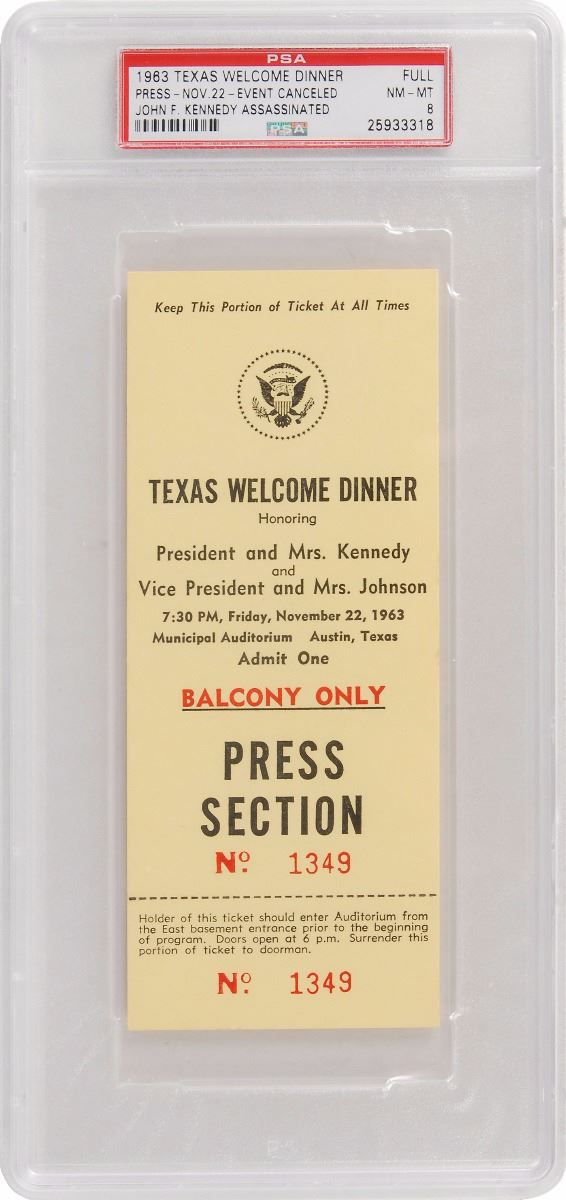 PSA
1963 TEXAS WELCOME DINNER FULL
PRESS - NOV. 22 - EVENT CANCELED NM - MT
JOHN F. KENNEDY ASSASSINATED 8
PSA 25933318
Keep This Portion of Ticket At All Times
TEXAS WELCOME DINNER
Honoring
President and Mrs. Kennedy
and
Vice President and Mrs. Johnson
7:30 PM, Friday, November 22, 1963
Municipal Auditorium Austin, Texas
Admit One
BALCONY ONLY
PRESS
SECTION
Nº. 1349
Holder of this ticket should enter Auditorium from
the East basement entrance prior to the beginning
of program. Doors open at 6 p.m. Surrender this
portion of ticket to doorman.
Nº. 1349